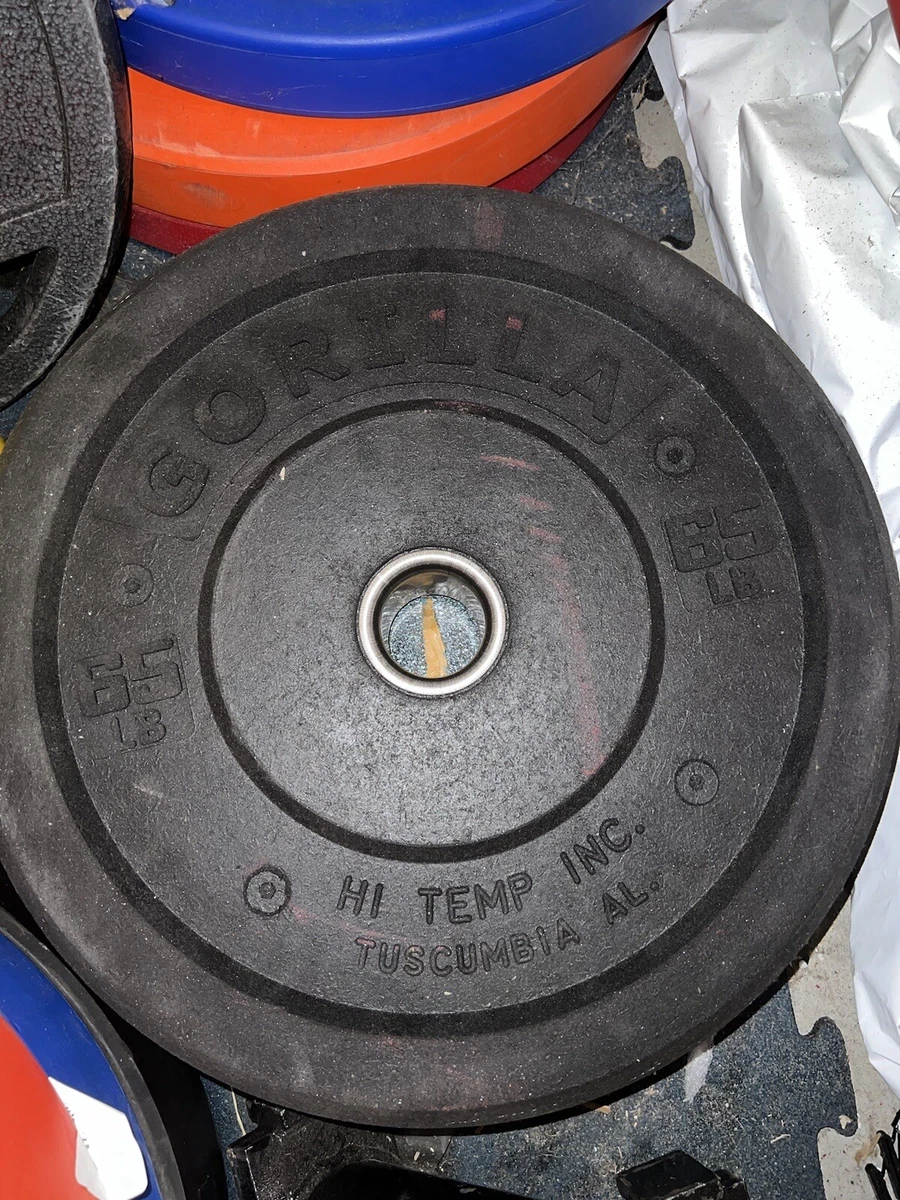 GORILLA
65
LB
65
LB
HI TEMP INC.
TUSCUMBIA AL.